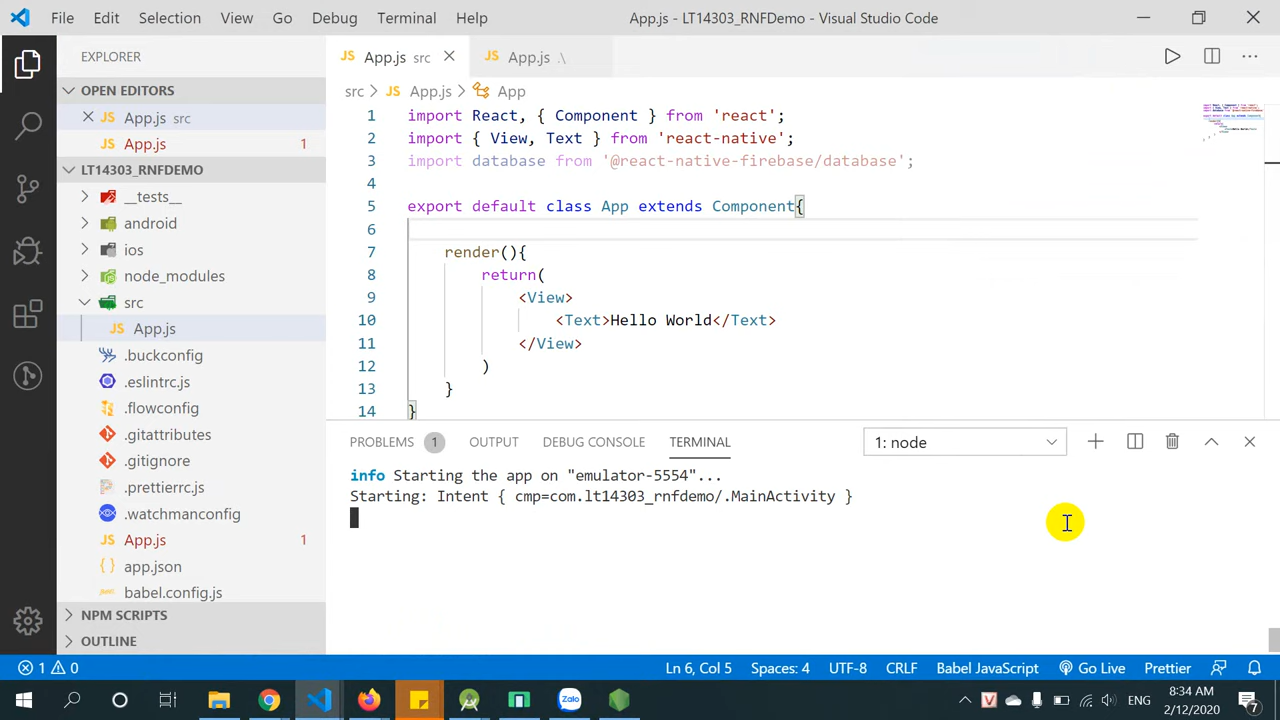 File Edit Selection View Go Debug Terminal Help App.js - LT14303_RNFDemo - Visual Studio Code
EXPLORER
OPEN EDITORS
App.js src
App.js 1
LT14303_RNFDEMO
__tests__
android
ios
node_modules
src
JS App.js
.buckconfig
.eslintrc.js
.flowconfig
.gitattributes
.gitignore
.prettierrc.js
.watchmanconfig
JS App.js 1
app.json
babel.config.js
NPM SCRIPTS
OUTLINE
JS App.js src JS App.js .\
src JS App.js App
1 import React, { Component } from 'react';
2 import { View, Text } from 'react-native';
3 import database from '@react-native-firebase/database';
4
5 export default class App extends Component{
6
7 render(){
8 return(
9 <View>
10 <Text>Hello World</Text>
11 </View>
12 )
13 }
14 }
PROBLEMS 1 OUTPUT DEBUG CONSOLE TERMINAL 1: node
info Starting the app on "emulator-5554"...
Starting: Intent { cmp=com.lt14303_rnfdemo/.MainActivity }
1 0 Ln 6, Col 5 Spaces: 4 UTF-8 CRLF Babel JavaScript Go Live Prettier
Zalo ENG 8:34 AM
2/12/2020 7